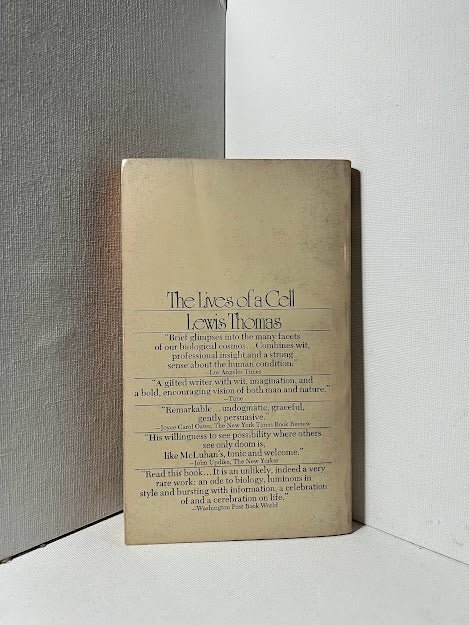 The Lives of a Cell
Lewis Thomas
"Brief glimpses into the many facets
of our biological cosmos...Combines wit,
professional insight and a strong
sense about the human condition."
—Los Angeles Times
"A gifted writer with wit, imagination, and
a bold, encouraging vision of both man and nature."
—Time
"Remarkable...undogmatic, graceful,
gently persuasive."
—Joyce Carol Oates, The New York Times Book Review
"His willingness to see possibility where others
see only doom is,
like McLuhan's, tonic and welcome."
—John Updike, The New Yorker
"Read this book...It is an unlikely, indeed a very
rare work: an ode to biology, luminous in
style and bursting with information, a celebration
of and a cerebration on life."
—Washington Post Book World